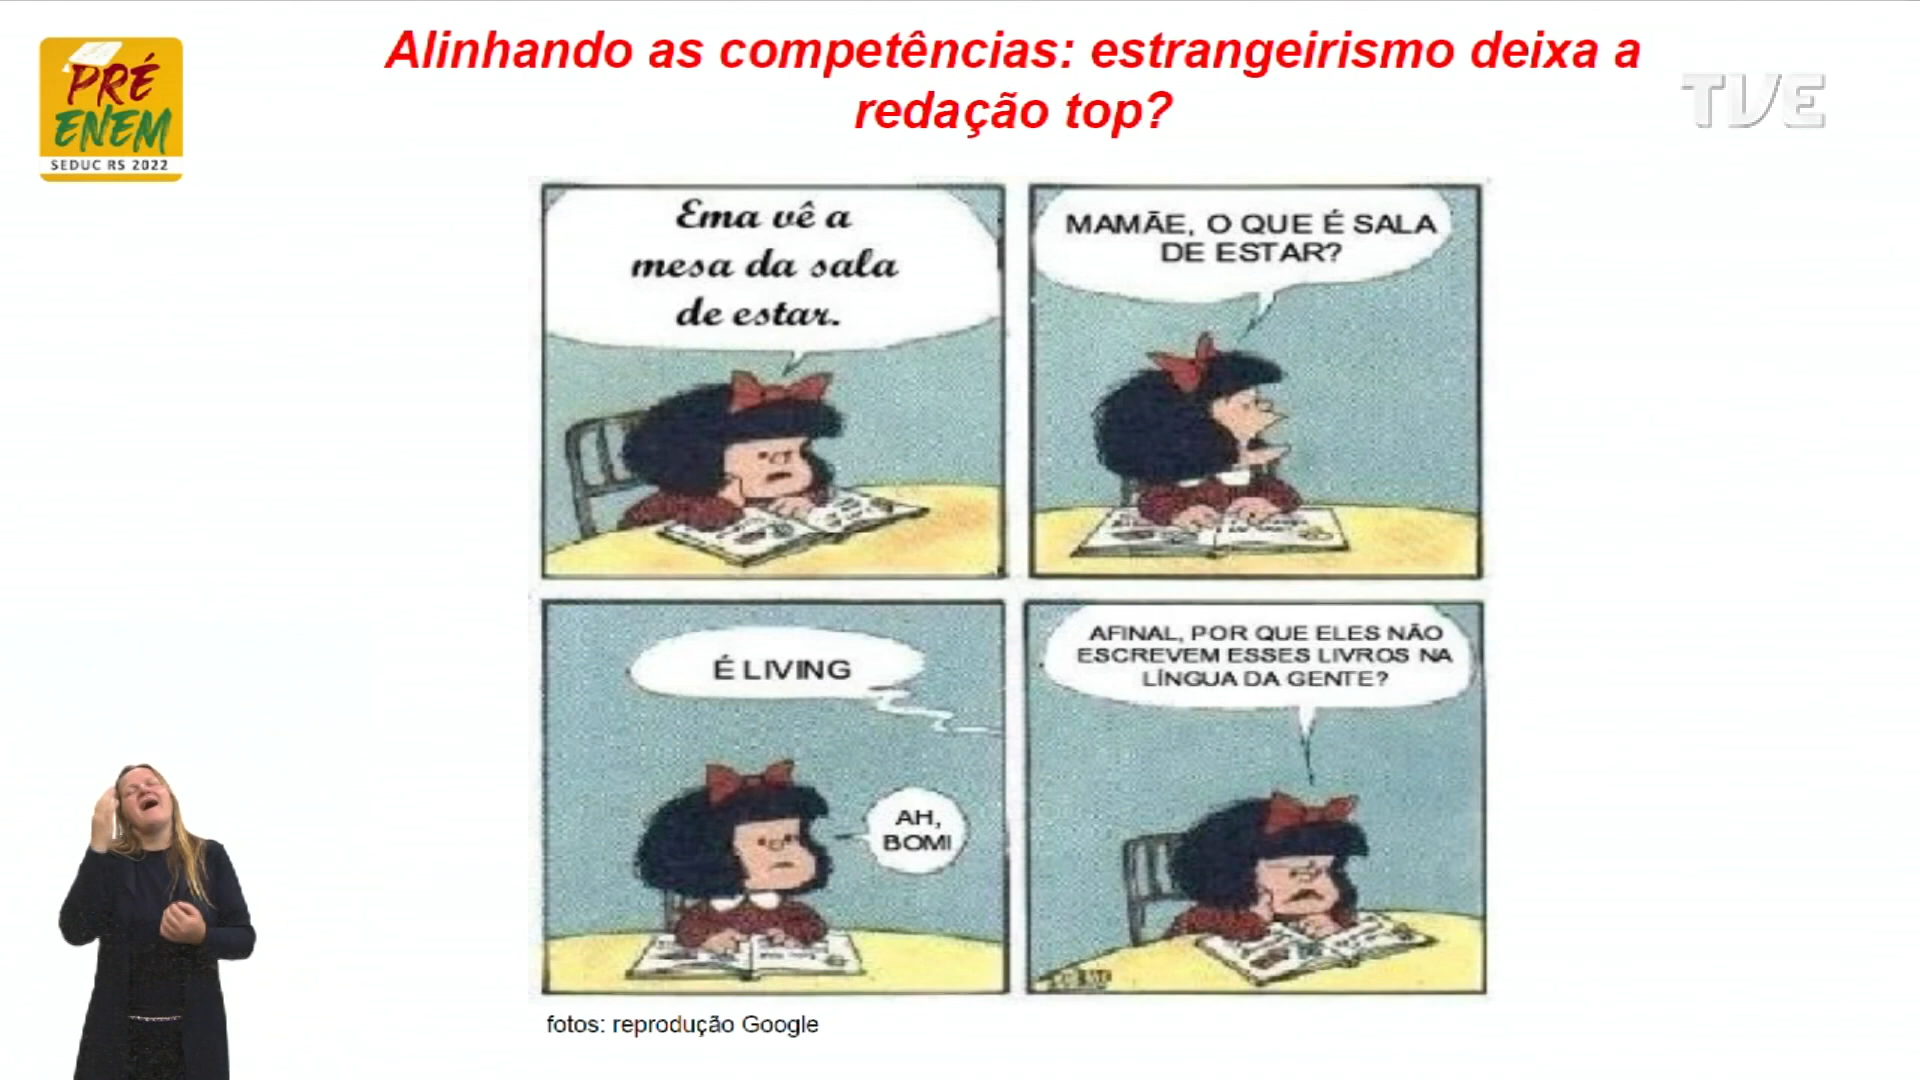 Alinhando as competências: estrangeirismo deixa a
redação top?
PRÉ
ENEM
SEDUC RS 2022
TVE
Ema vê a
mesa da sala
de estar.
MAMÃE, O QUE É SALA
DE ESTAR?
É LIVING
AH,
BOM!
AFINAL, POR QUE ELES NÃO
ESCREVEM ESSES LIVROS NA
LÍNGUA DA GENTE?
fotos: reprodução Google